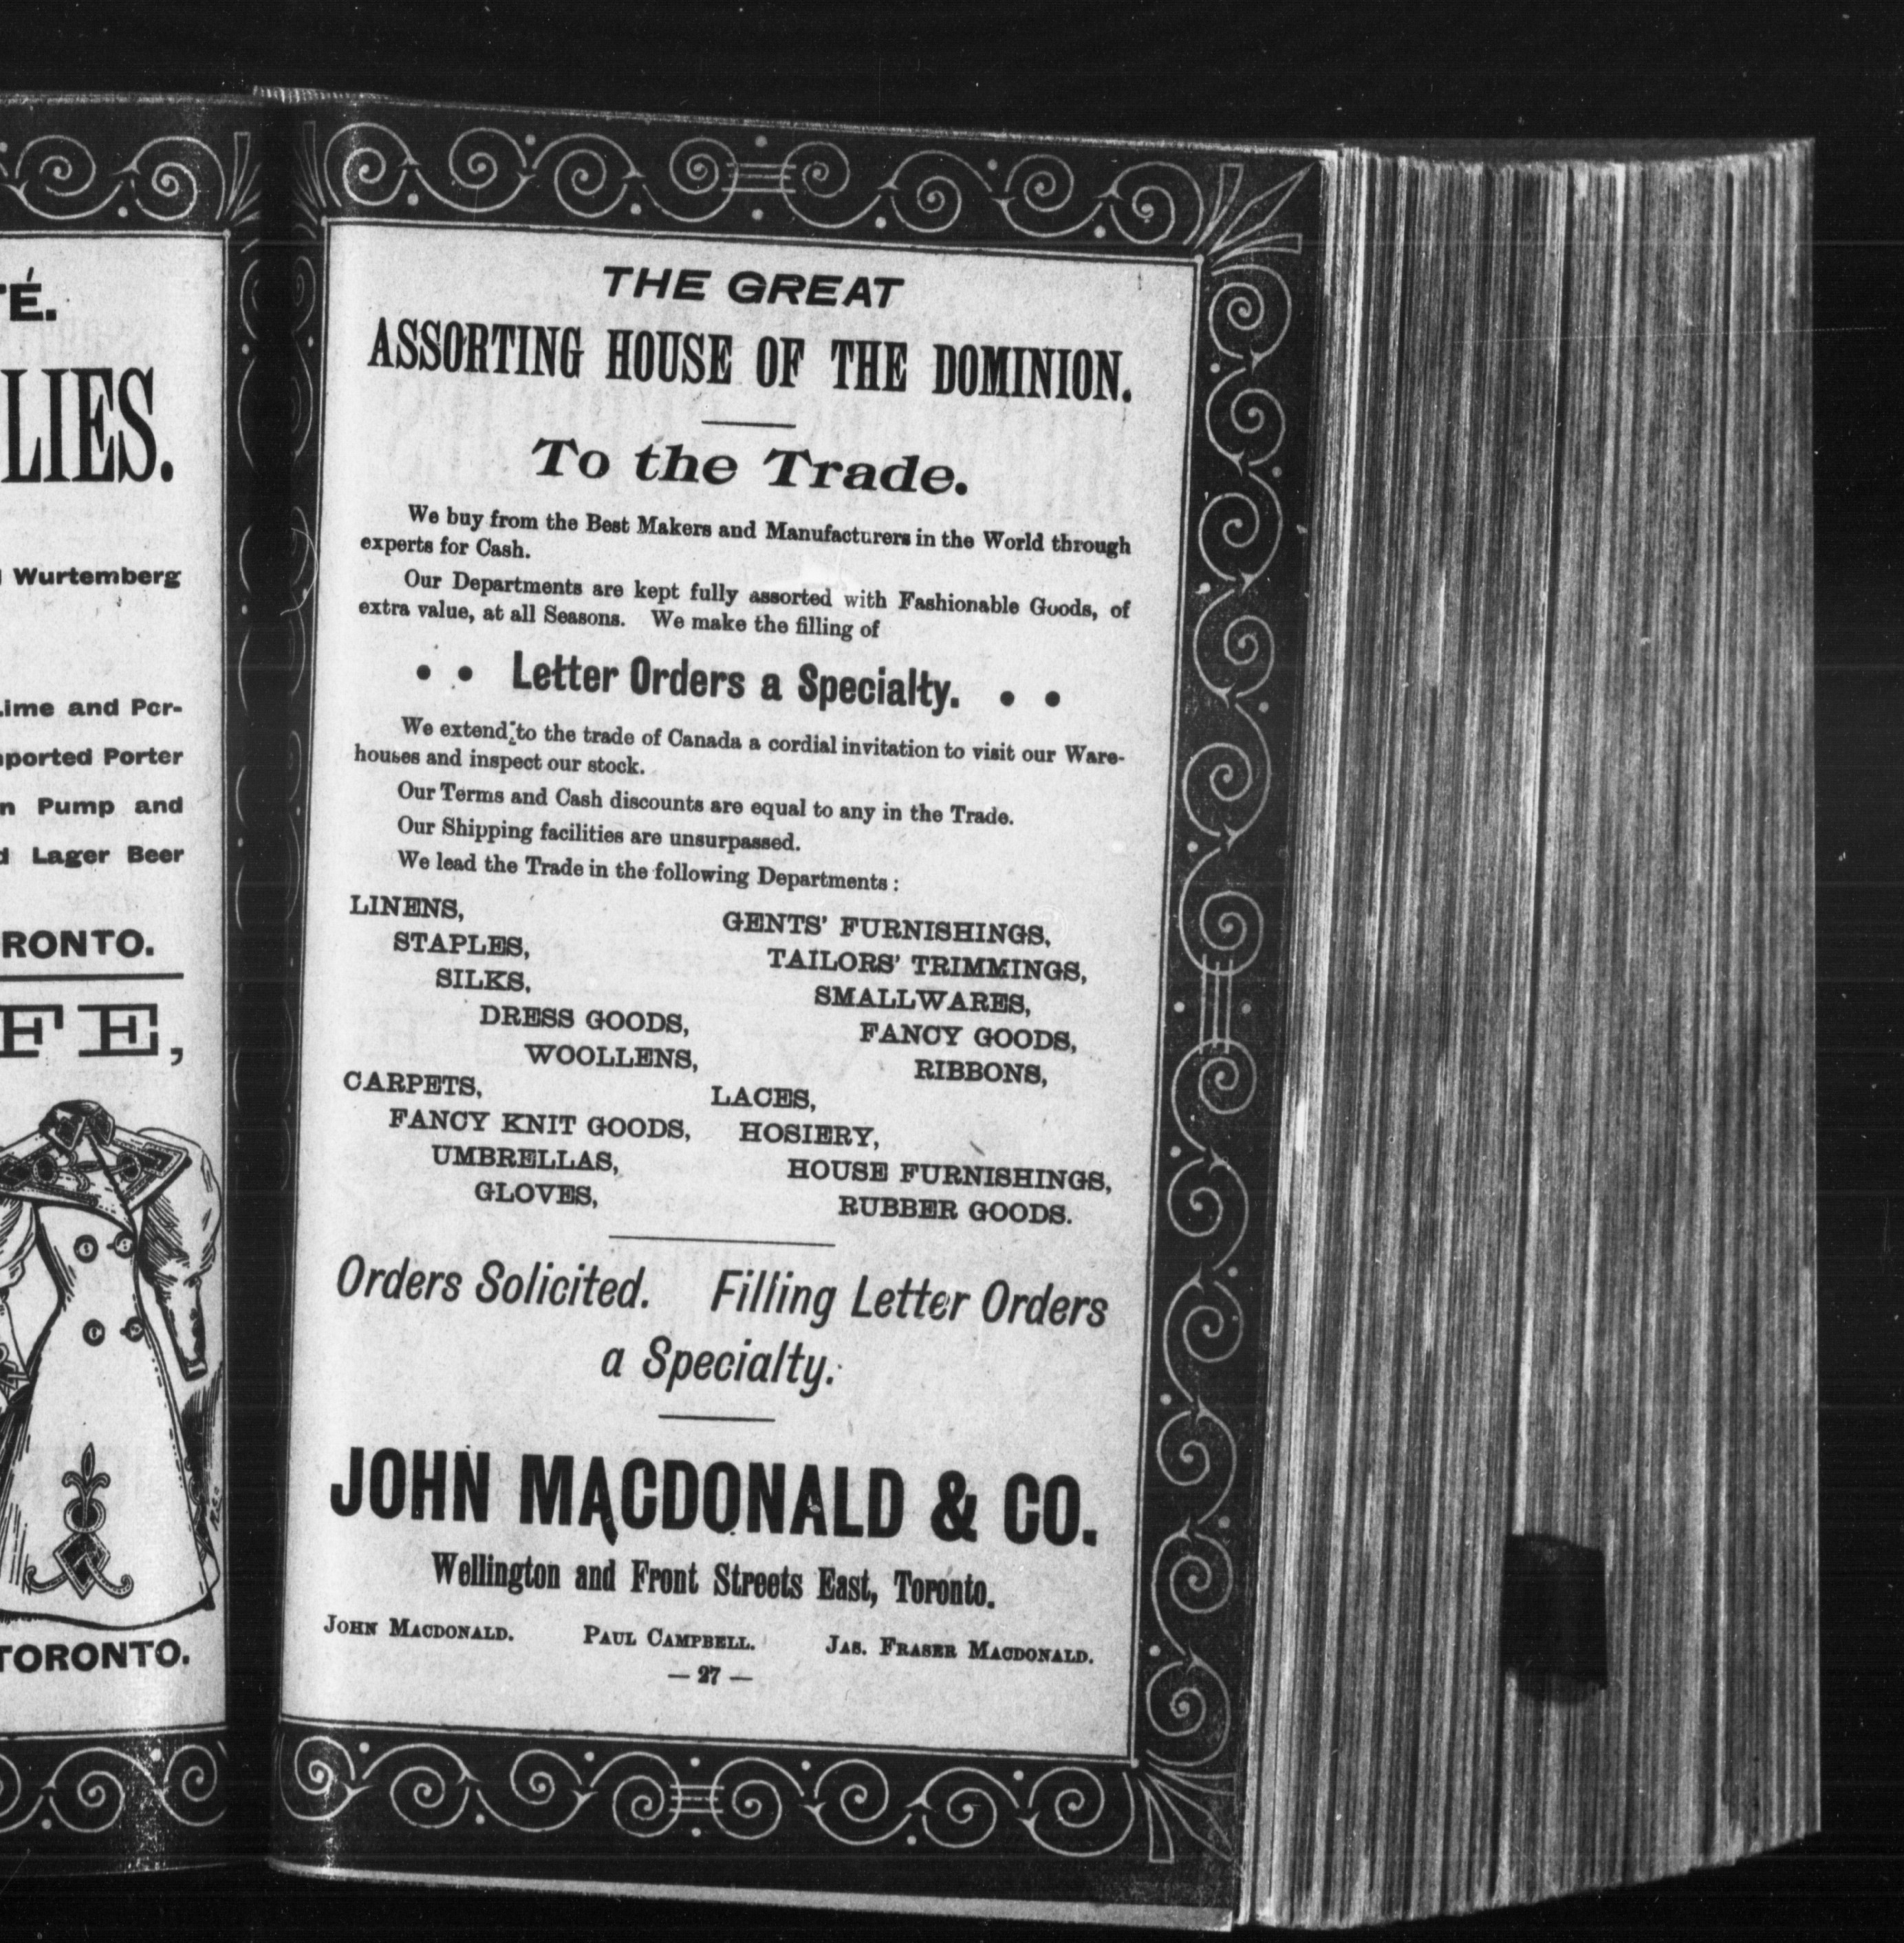 TÉ.
LIES.
Wurtemberg
Lime and Por-
ported Porter
n Pump and
d Lager Beer
RONTO.
FE,
TORONTO.
THE GREAT
ASSORTING HOUSE OF THE DOMINION.
To the Trade.
We buy from the Best Makers and Manufacturers in the World through
experts for Cash.
Our Departments are kept fully assorted with Fashionable Goods, of
extra value, at all Seasons. We make the filling of
• • Letter Orders a Specialty. • •
We extend to the trade of Canada a cordial invitation to visit our Ware-
houses and inspect our stock.
Our Terms and Cash discounts are equal to any in the Trade.
Our Shipping facilities are unsurpassed.
We lead the Trade in the following Departments :
LINENS,
STAPLES,
SILKS,
DRESS GOODS,
WOOLLENS,
CARPETS,
FANCY KNIT GOODS,
UMBRELLAS,
GLOVES,
GENTS' FURNISHINGS,
TAILORS' TRIMMINGS,
SMALLWARES,
FANCY GOODS,
RIBBONS,
LACES,
HOSIERY,
HOUSE FURNISHINGS,
RUBBER GOODS.
Orders Solicited. Filling Letter Orders
a Specialty.
JOHN MACDONALD & CO.
Wellington and Front Streets East, Toronto.
JOHN MACDONALD. PAUL CAMPBELL. JAS. FRASER MACDONALD.
— 27 —